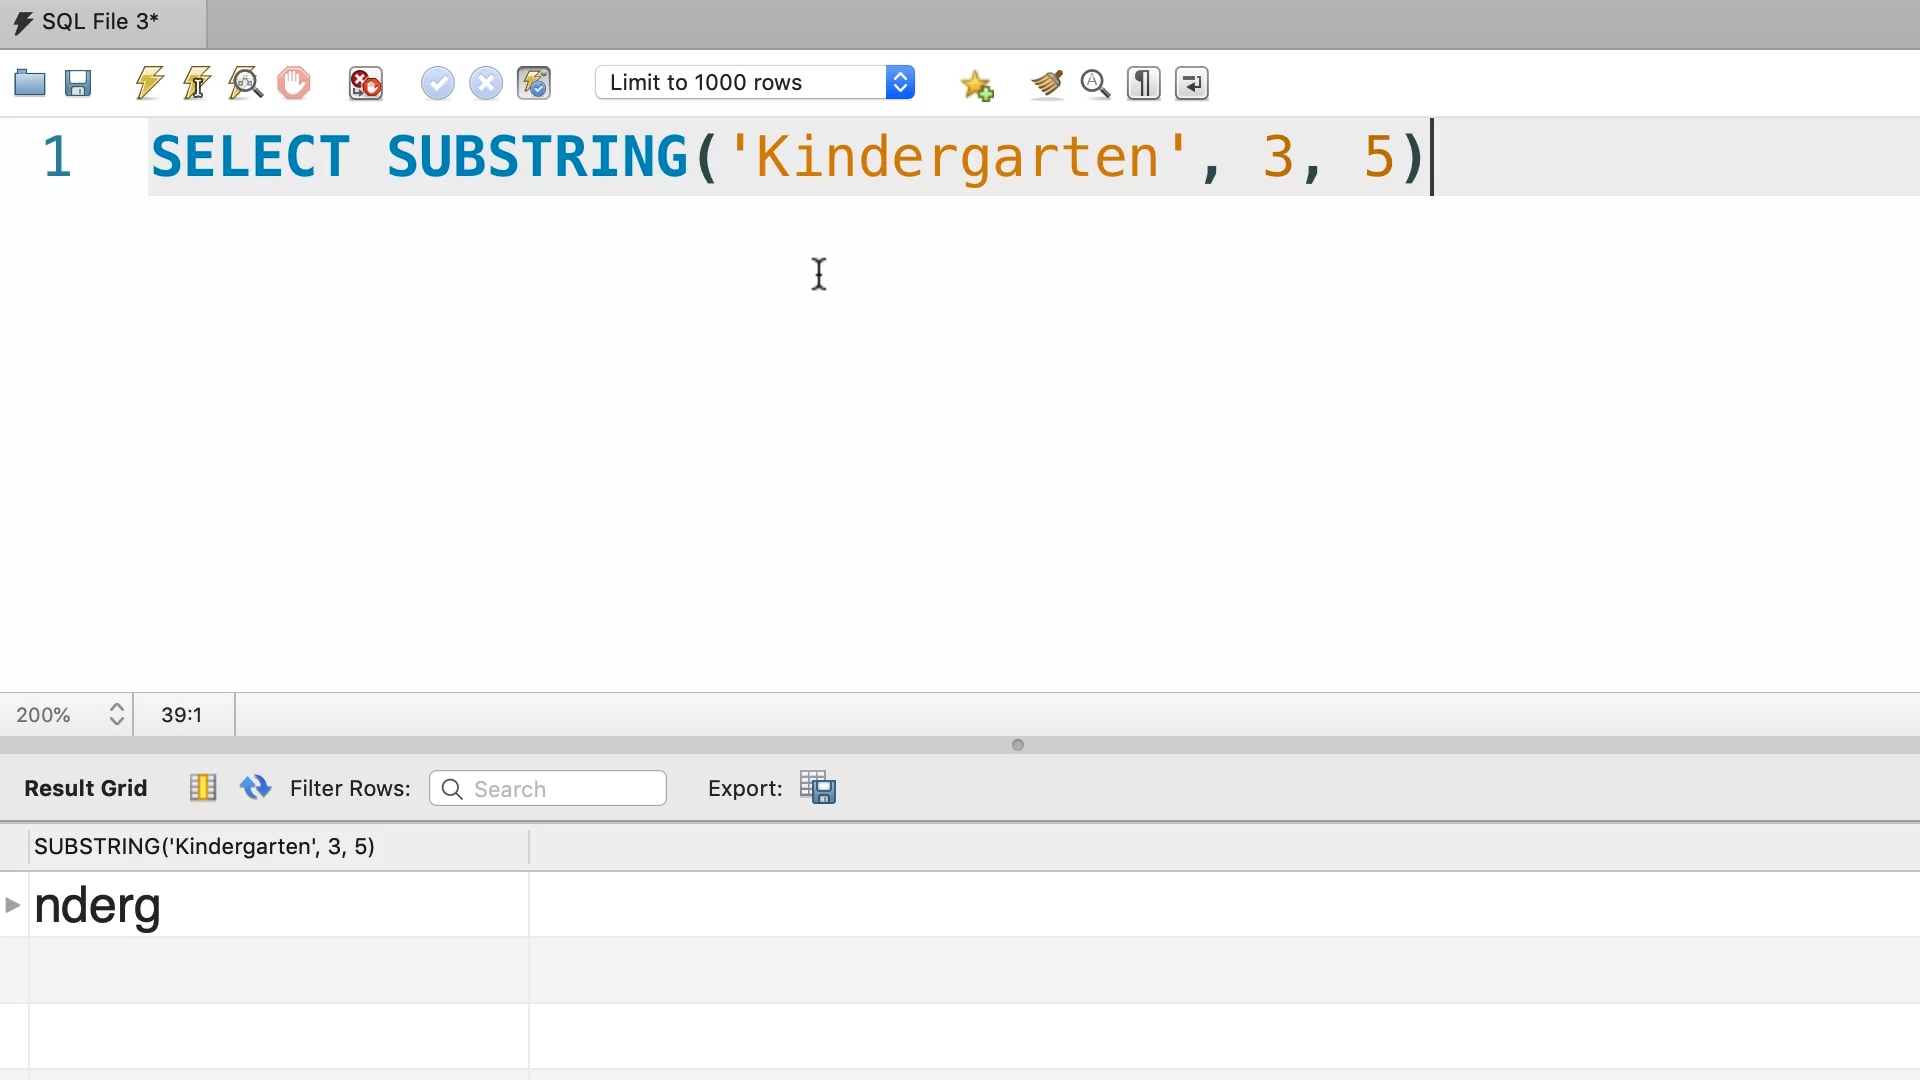 SQL File 3*
Limit to 1000 rows
1 SELECT SUBSTRING('Kindergarten', 3, 5)
200% 39:1
Result Grid Filter Rows: Search Export:
SUBSTRING('Kindergarten', 3, 5)
nderg